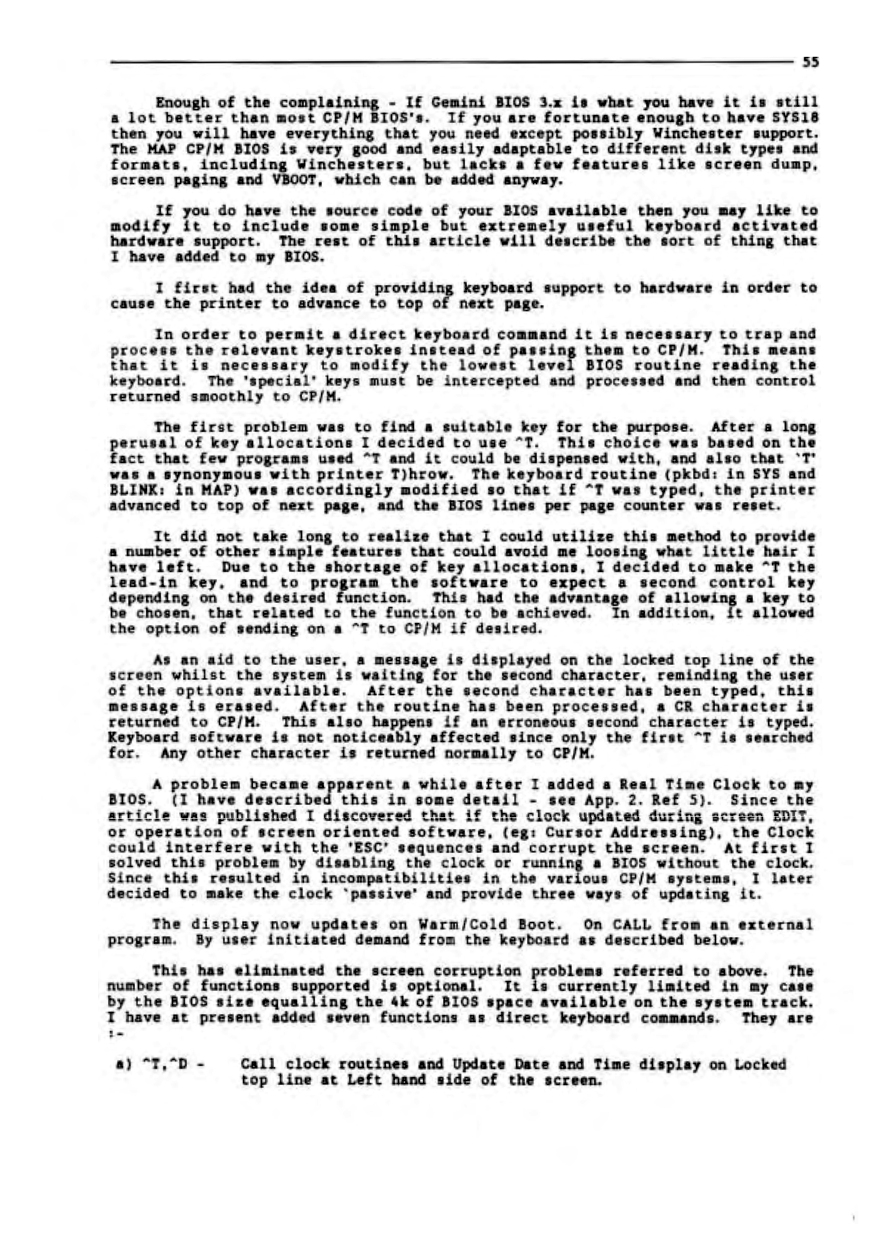 55
Enough of the complaining - If Gemini BIOS 3.x is what you have it is still
a lot better than most CP/M BIOS's. If you are fortunate enough to have SYS18
then you will have everything that you need except possibly Winchester support.
The MAP CP/M BIOS is very good and easily adaptable to different disk types and
formats, including Winchesters, but lacks a few features like screen dump,
screen paging and VBOOT, which can be added anyway.
If you do have the source code of your BIOS available then you may like to
modify it to include some simple but extremely useful keyboard activated
hardware support. The rest of this article will describe the sort of thing that
I have added to my BIOS.
I first had the idea of providing keyboard support to hardware in order to
cause the printer to advance to top of next page.
In order to permit a direct keyboard command it is necessary to trap and
process the relevant keystrokes instead of passing them to CP/M. This means
that it is necessary to modify the lowest level BIOS routine reading the
keyboard. The 'special' keys must be intercepted and processed and then control
returned smoothly to CP/M.
The first problem was to find a suitable key for the purpose. After a long
perusal of key allocations I decided to use ^T. This choice was based on the
fact that few programs used ^T and it could be dispensed with, and also that `T'
was a synonymous with printer T)hrow. The keyboard routine (pkbd: in SYS and
BLINK: in MAP) was accordingly modified so that if ^T was typed, the printer
advanced to top of next page, and the BIOS lines per page counter was reset.
It did not take long to realize that I could utilize this method to provide
a number of other simple features that could avoid me loosing what little hair I
have left. Due to the shortage of key allocations, I decided to make ^T the
lead-in key, and to program the software to expect a second control key
depending on the desired function. This had the advantage of allowing a key to
be chosen, that related to the function to be achieved. In addition, it allowed
the option of sending on a ^T to CP/M if desired.
As an aid to the user, a message is displayed on the locked top line of the
screen whilst the system is waiting for the second character, reminding the user
of the options available. After the second character has been typed, this
message is erased. After the routine has been processed, a CR character is
returned to CP/M. This also happens if an erroneous second character is typed.
Keyboard software is not noticeably affected since only the first ^T is searched
for. Any other character is returned normally to CP/M.
A problem became apparent a while after I added a Real Time Clock to my
BIOS. (I have described this in some detail - see App. 2. Ref 5). Since the
article was published I discovered that if the clock updated during screen EDIT,
or operation of screen oriented software, (eg: Cursor Addressing), the Clock
could interfere with the 'ESC' sequences and corrupt the screen. At first I
solved this problem by disabling the clock or running a BIOS without the clock.
Since this resulted in incompatibilities in the various CP/M systems, I later
decided to make the clock `passive' and provide three ways of updating it.
The display now updates on Warm/Cold Boot. On CALL from an external
program. By user initiated demand from the keyboard as described below.
This has eliminated the screen corruption problems referred to above. The
number of functions supported is optional. It is currently limited in my case
by the BIOS size equalling the 4k of BIOS space available on the system track.
I have at present added seven functions as direct keyboard commands. They are
:-
a) ^T,^D - Call clock routines and Update Date and Time display on Locked
top line at Left hand side of the screen.